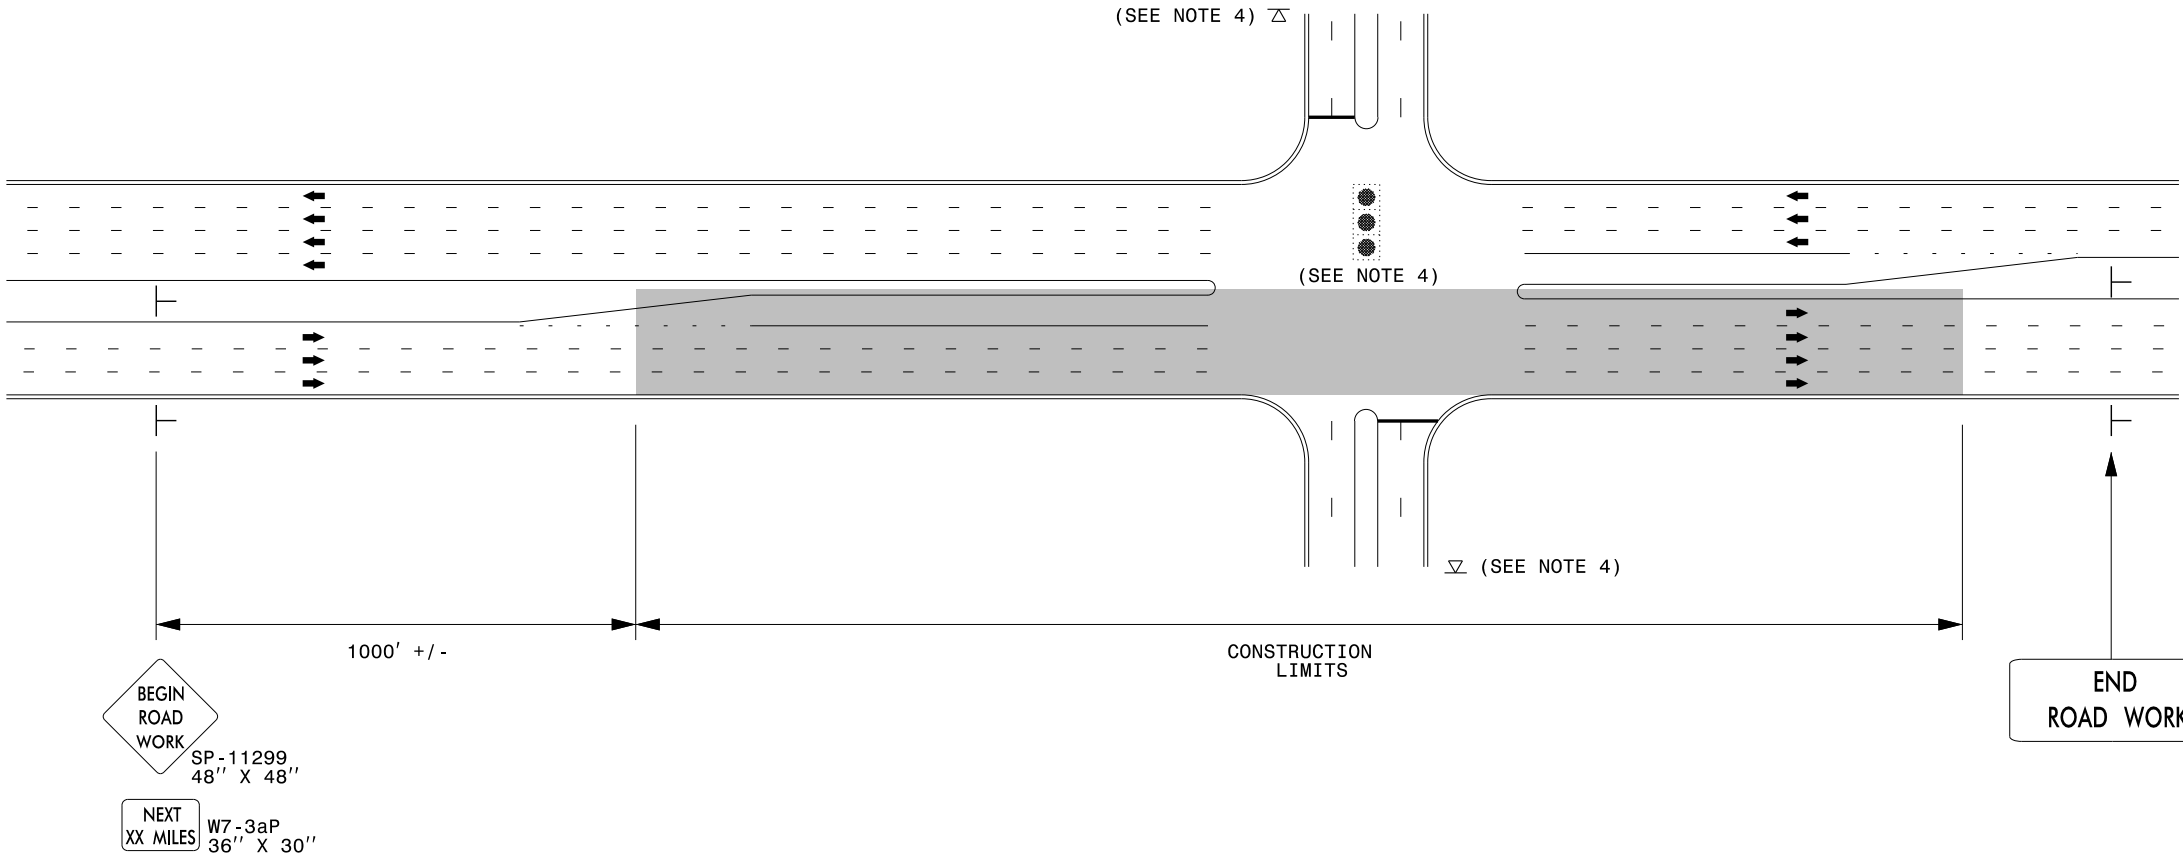 (SEE NOTE 4)
(SEE NOTE 4)
(SEE NOTE 4)
1000' +/-
CONSTRUCTION
LIMITS
BEGIN
ROAD
WORK
SP-11299
48'' X 48''
NEXT
XX MILES
W7-3aP
36'' X 30''
END
ROAD WORK